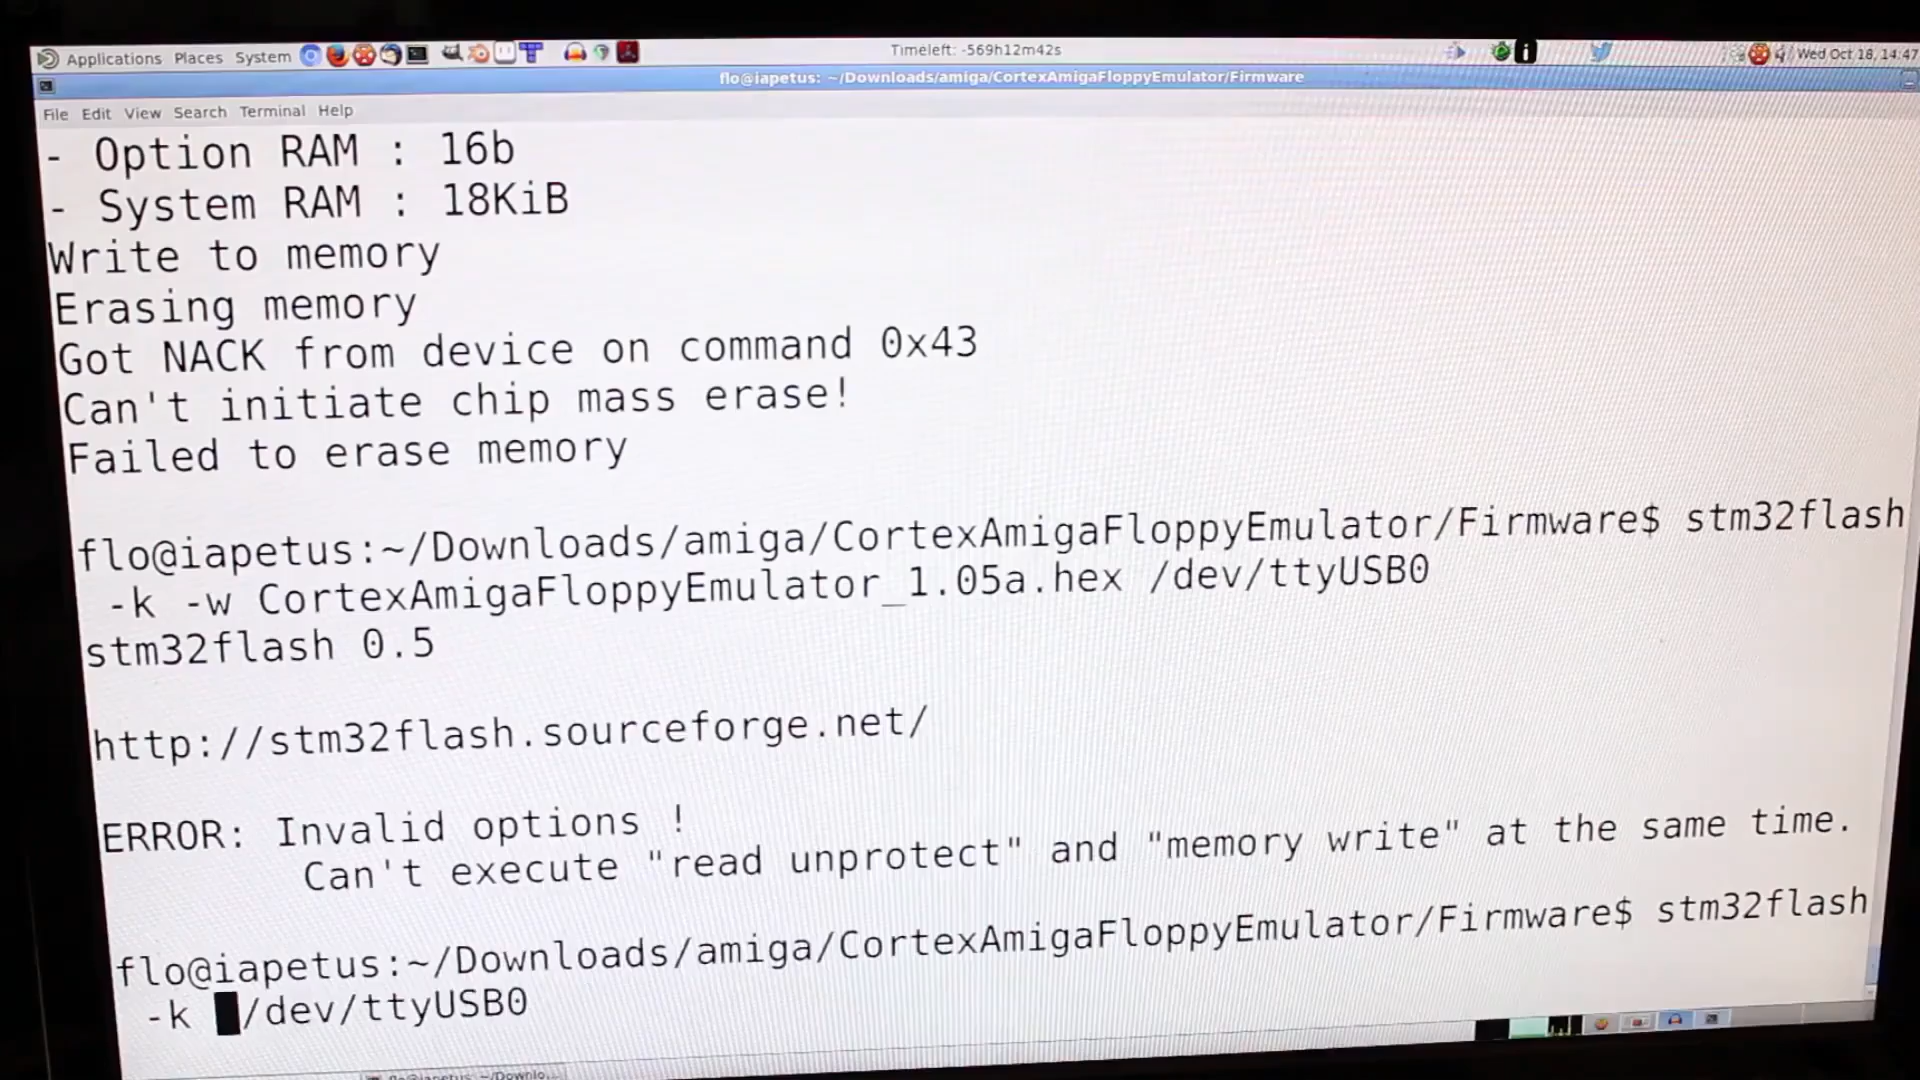 Applications Places System
Timeleft: -569h12m42s
Wed Oct 18, 14:47
flo@iapetus: ~/Downloads/amiga/CortexAmigaFloppyEmulator/Firmware
File Edit View Search Terminal Help
- Option RAM : 16b
- System RAM : 18KiB
Write to memory
Erasing memory
Got NACK from device on command 0x43
Can't initiate chip mass erase!
Failed to erase memory
flo@iapetus:~/Downloads/amiga/CortexAmigaFloppyEmulator/Firmware$ stm32flash
-k -w CortexAmigaFloppyEmulator_1.05a.hex /dev/ttyUSB0
stm32flash 0.5
http://stm32flash.sourceforge.net/
ERROR: Invalid options !
Can't execute "read unprotect" and "memory write" at the same time.
flo@iapetus:~/Downloads/amiga/CortexAmigaFloppyEmulator/Firmware$ stm32flash
-k /dev/ttyUSB0